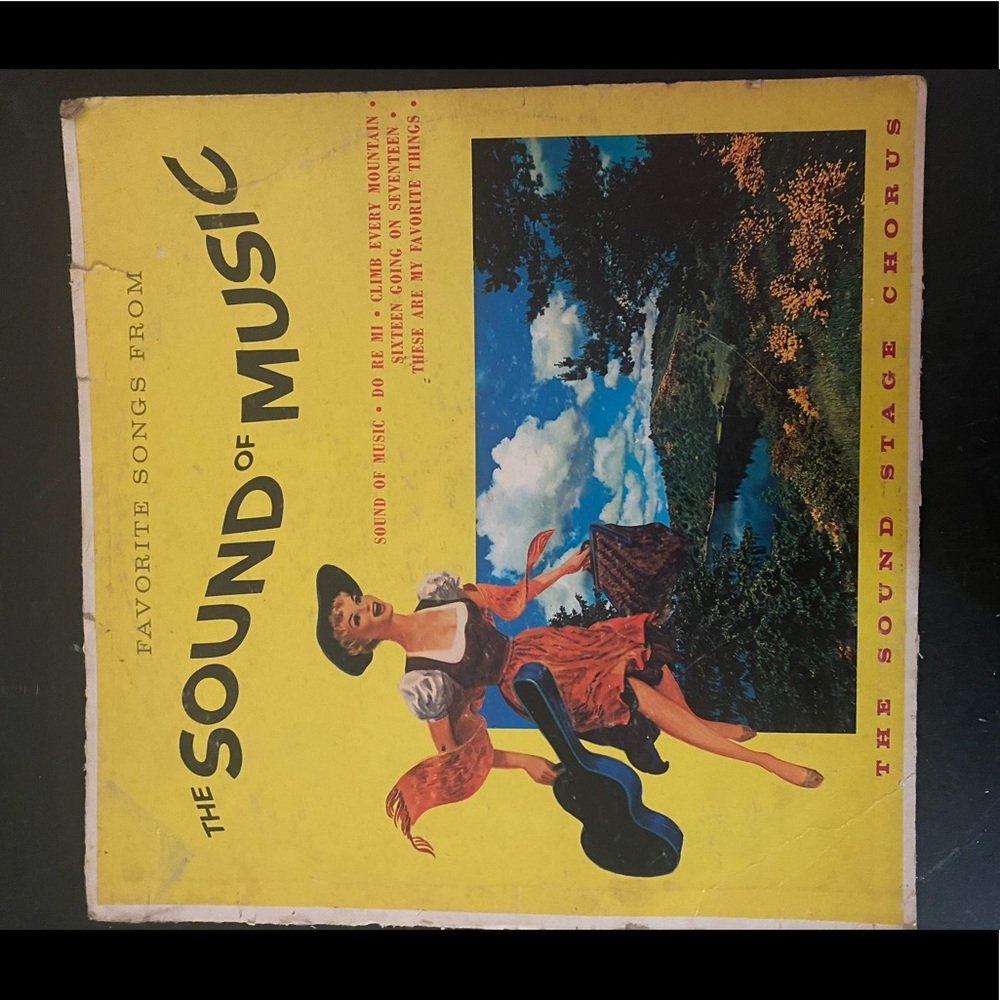 FAVORITE SONGS FROM
THE SOUND OF MUSIC
SOUND OF MUSIC • DO RE MI • CLIMB EVERY MOUNTAIN •
SIXTEEN GOING ON SEVENTEEN •
THESE ARE MY FAVORITE THINGS •
THE SOUND STAGE CHORUS